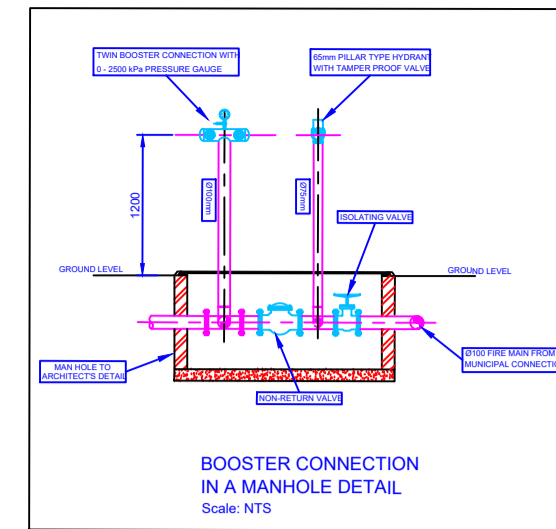 TWIN BOOSTER CONNECTION WITH
0 - 2500 kPa PRESSURE GAUGE
65mm PILLAR TYPE HYDRANT
WITH TAMPER PROOF VALVE
1200
Ø100mm
Ø75mm
ISOLATING VALVE
GROUND LEVEL
GROUND LEVEL
MAN HOLE TO
ARCHITECT'S DETAIL
Ø100 FIRE MAIN FROM
MUNICIPAL CONNECTION
NON-RETURN VALVE
BOOSTER CONNECTION
IN A MANHOLE DETAIL
Scale: NTS